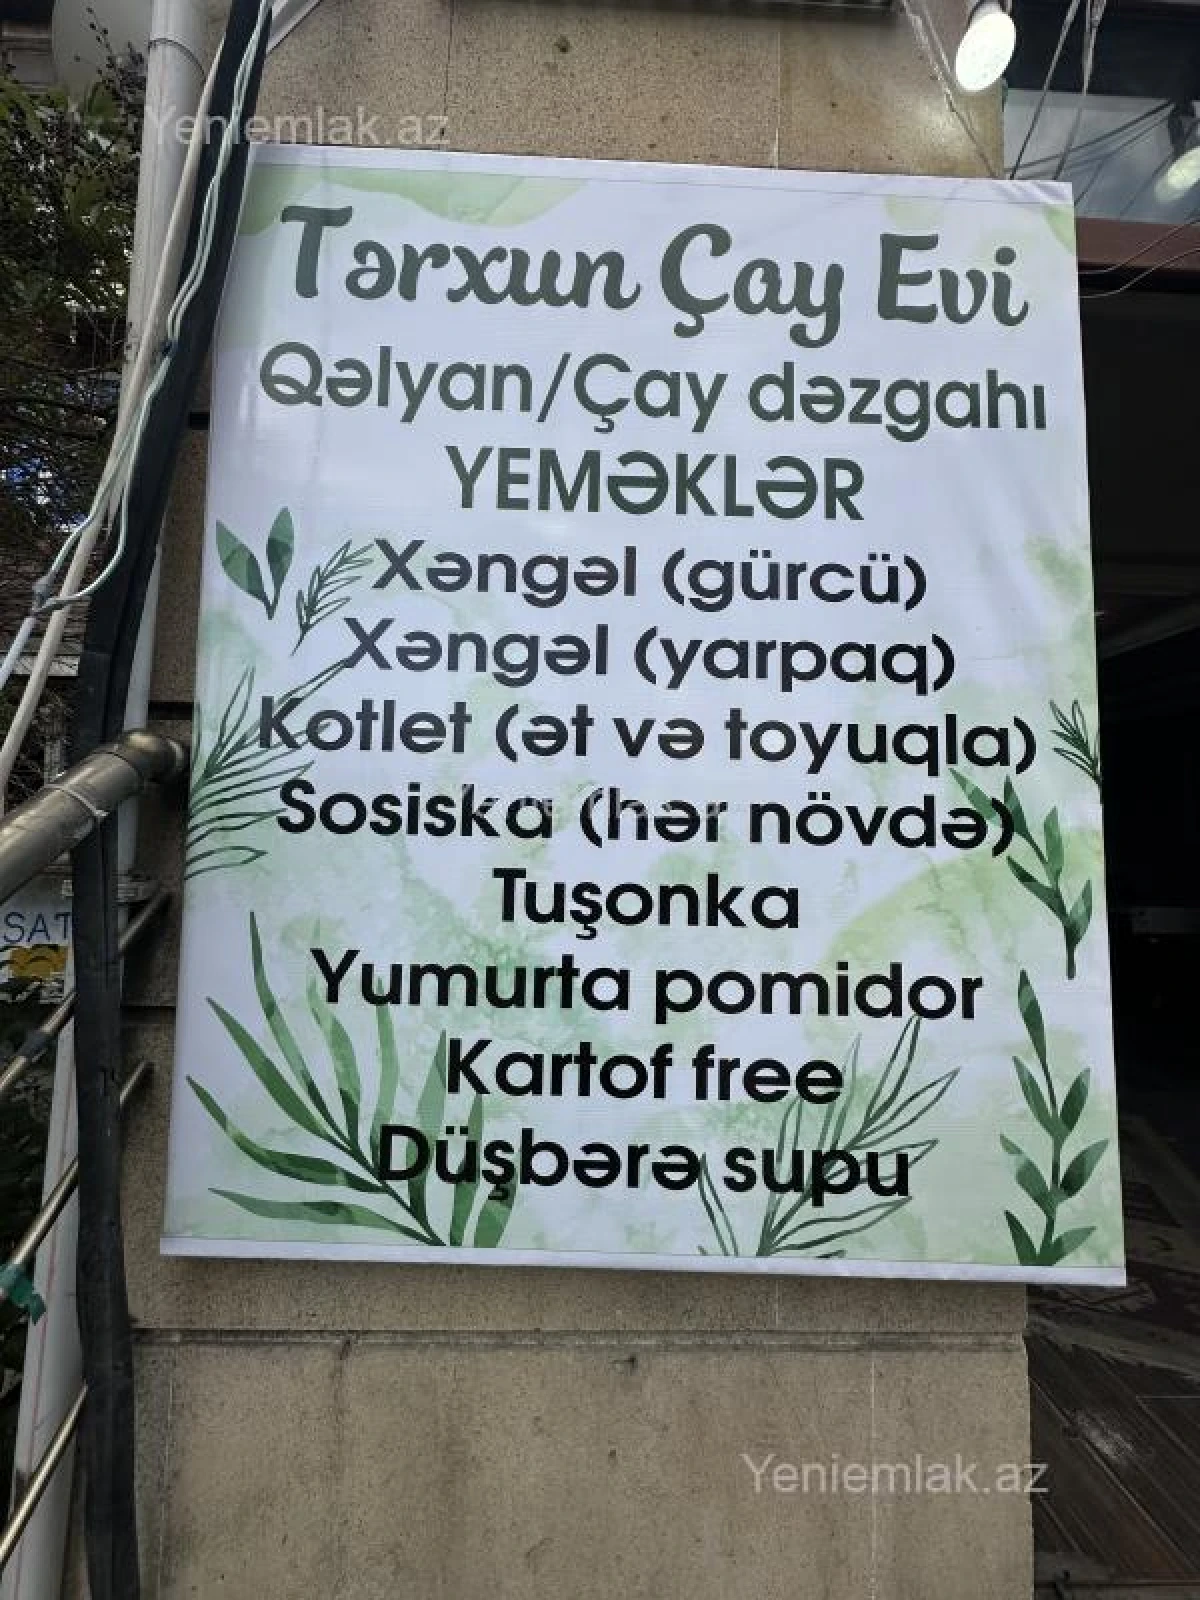 Yeniemlak.az
Tərxun Çay Evi
Qəlyan/Çay dəzgahı
YEMƏKLƏR
Xəngəl (gürcü)
Xəngəl (yarpaq)
Kotlet (ət və toyuqla)
Sosiska (hər növdə)
Tuşonka
SAT
Yumurta pomidor
Kartof free
Düşbərə supu
Yeniemlak.az